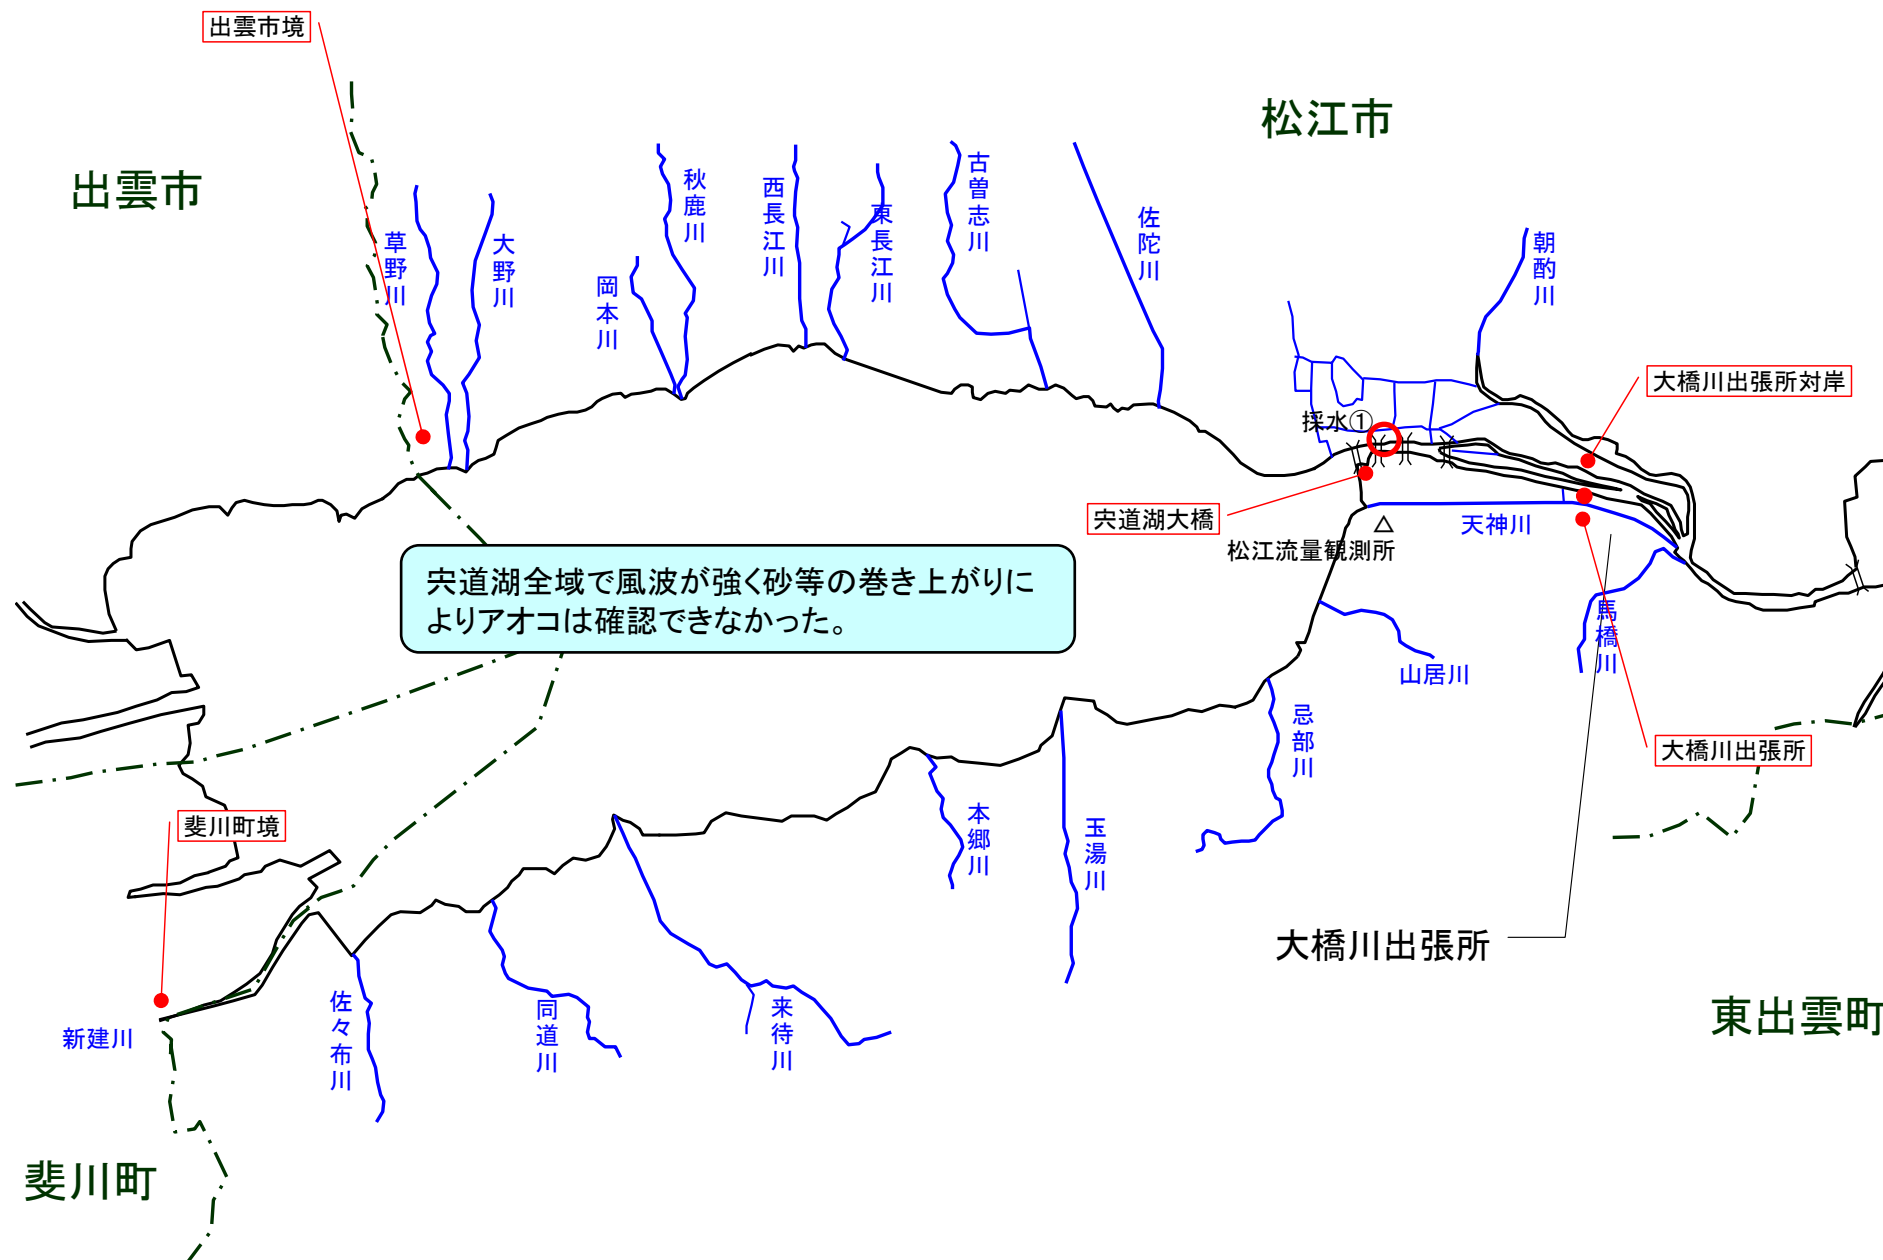 出雲市境
松江市
出雲市
草野川
大野川
岡本川
秋鹿川
西長江川
東長江川
古曽志川
佐陀川
朝酌川
大橋川出張所対岸
採水①
宍道湖大橋
天神川
松江流量観測所
宍道湖全域で風波が強く砂等の巻き上がりに
よりアオコは確認できなかった。
馬橋川
山居川
忌部川
大橋川出張所
斐川町境
本郷川
玉湯川
大橋川出張所
新建川
佐々布川
同道川
来待川
東出雲町
斐川町